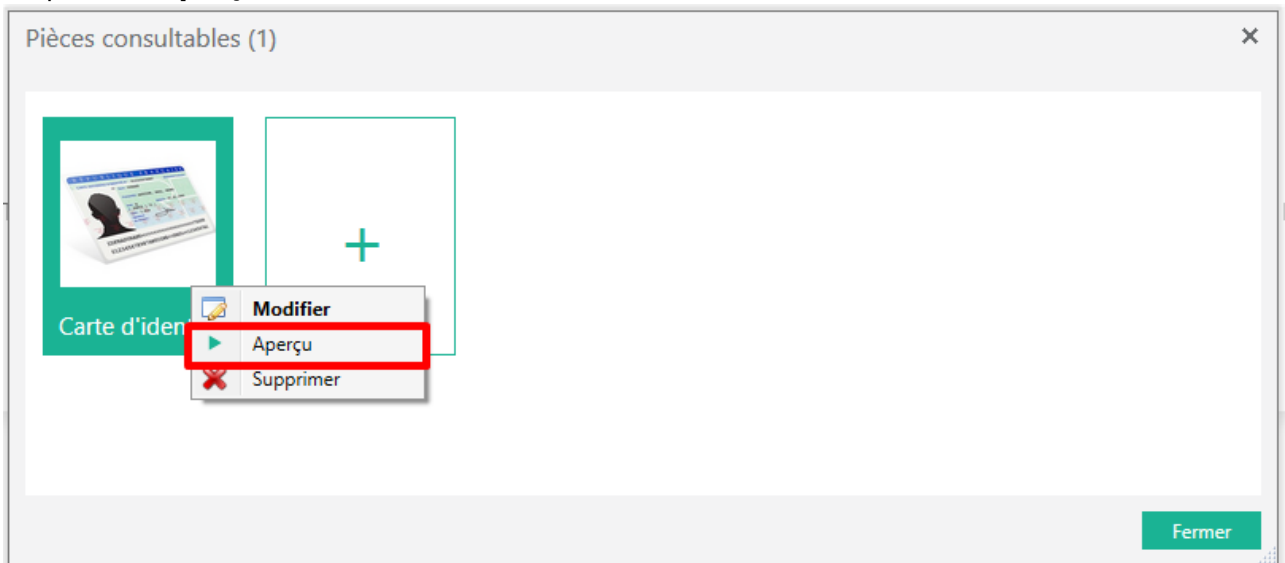 Pièces consultables (1)
Carte d'iden
Modifier
Aperçu
Supprimer
Fermer